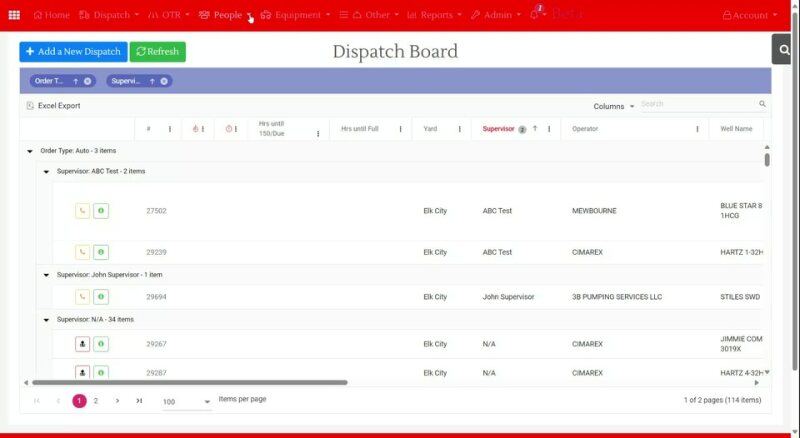 Home Dispatch OTR People Equipment Other Reports Admin 1 Beta Account
+ Add a New Dispatch Refresh Dispatch Board
Order T... Supervi...
Excel Export Columns Search
# Hrs until 150/Due Hrs until Full Yard Supervisor 2 Operator Well Name
Order Type: Auto - 3 items
Supervisor: ABC Test - 2 items
27502 Elk City ABC Test MEWBOURNE BLUE STAR 8 1HCG
29239 Elk City ABC Test CIMAREX HARTZ 1-32H
Supervisor: John Supervisor - 1 item
29694 Elk City John Supervisor 3B PUMPING SERVICES LLC STILES SWD
Supervisor: N/A - 34 items
29267 Elk City N/A CIMAREX JIMMIE COM 3019X
29287 Elk City N/A CIMAREX HARTZ 4-32H
1 2 100 Items per page 1 of 2 pages (114 items)